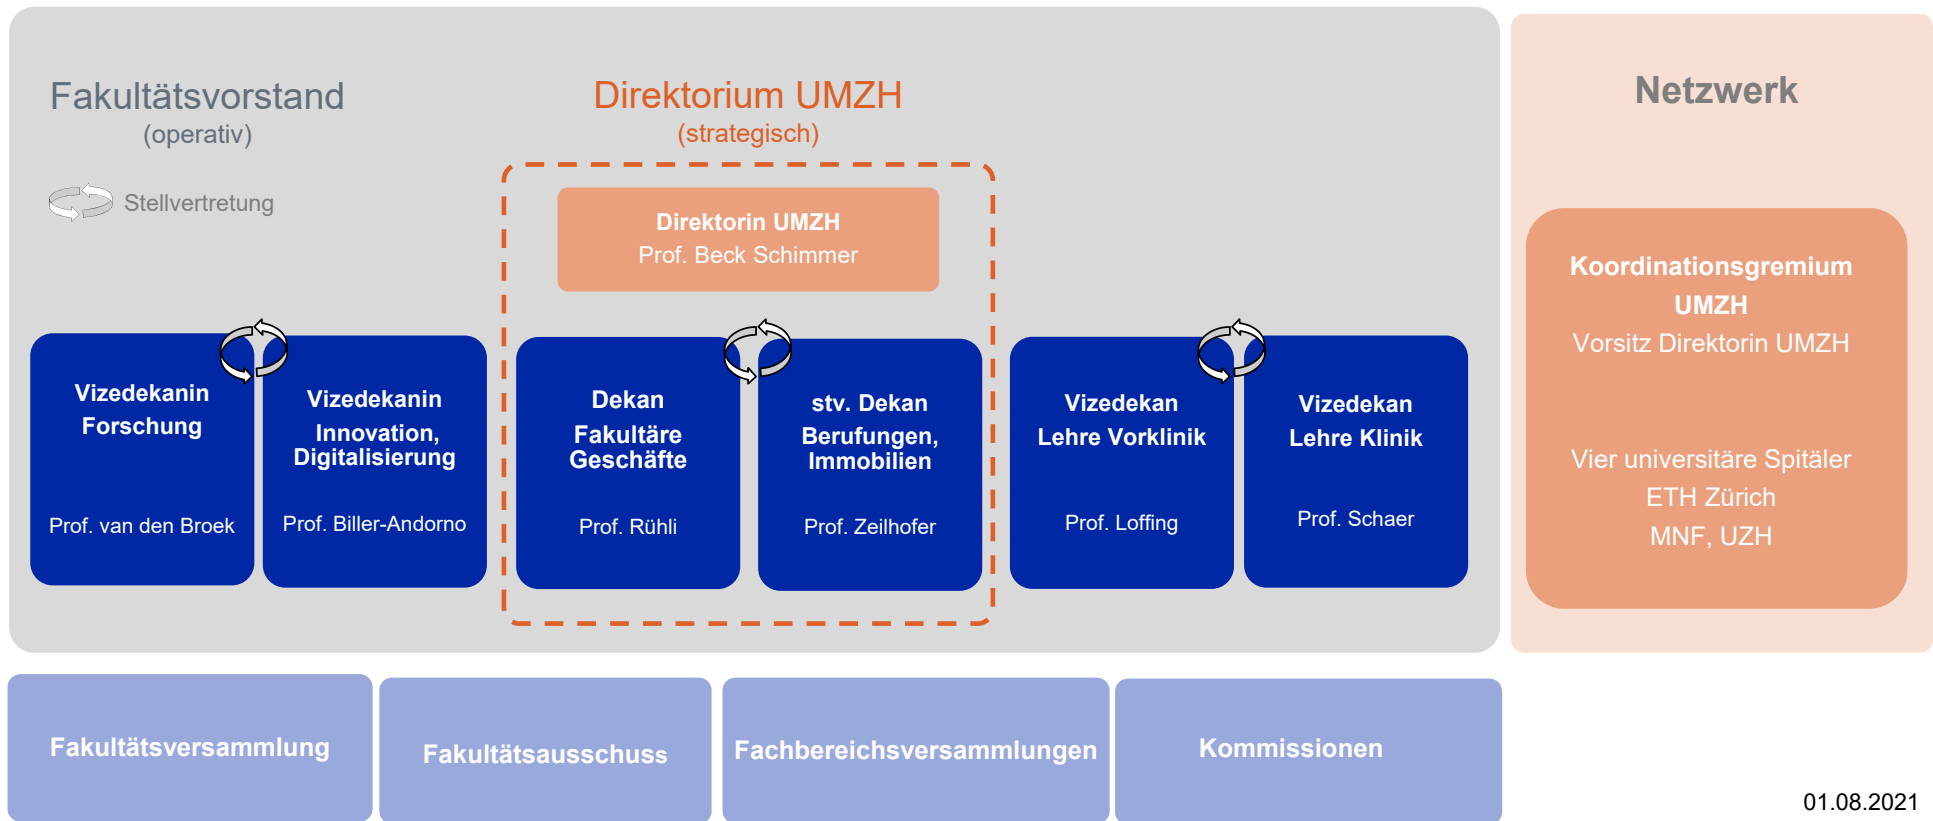 Fakultätsvorstand
(operativ)
Stellvertretung
Direktorium UMZH
(strategisch)
Direktorin UMZH
Prof. Beck Schimmer
Vizedekanin
Forschung
Prof. van den Broek
Vizedekanin
Innovation,
Digitalisierung
Prof. Biller-Andorno
Dekan
Fakultäre
Geschäfte
Prof. Rühli
stv. Dekan
Berufungen,
Immobilien
Prof. Zeilhofer
Vizedekan
Lehre Vorklinik
Prof. Loffing
Vizedekan
Lehre Klinik
Prof. Schaer
Netzwerk
Koordinationsgremium
UMZH
Vorsitz Direktorin UMZH
Vier universitäre Spitäler
ETH Zürich
MNF, UZH
Fakultätsversammlung
Fakultätsausschuss
Fachbereichsversammlungen
Kommissionen
01.08.2021